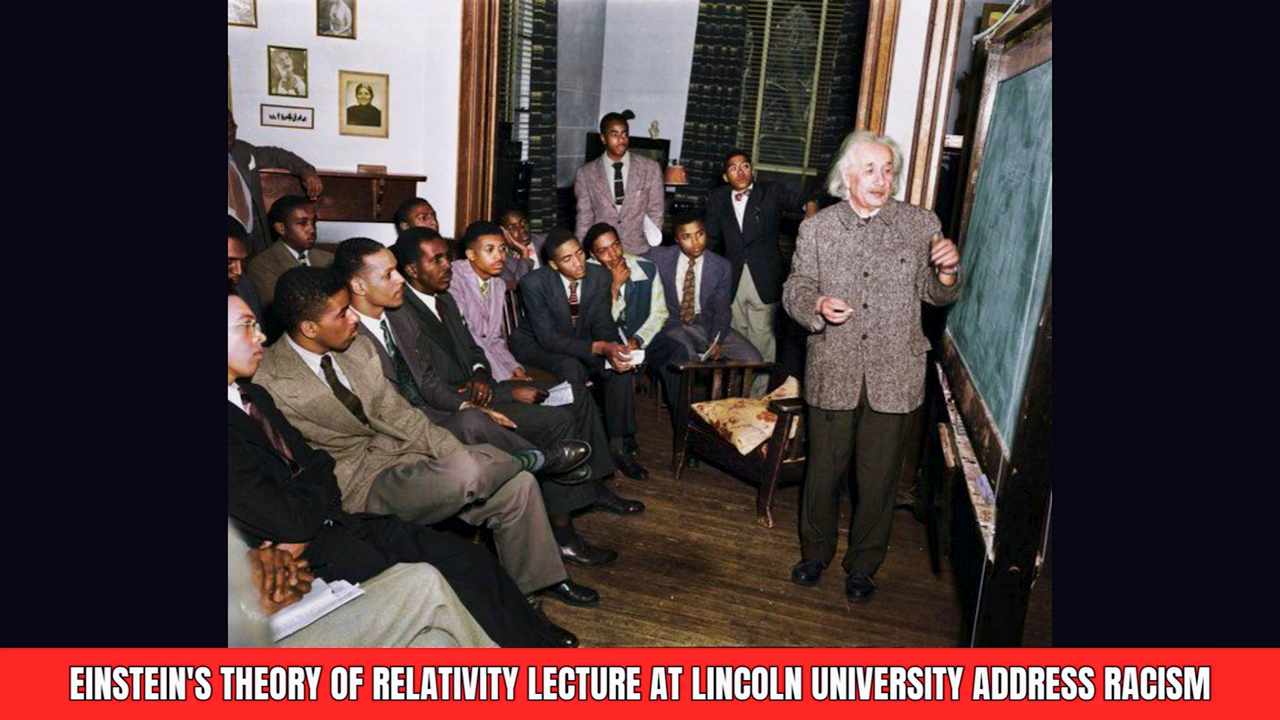 EINSTEIN'S THEORY OF RELATIVITY LECTURE AT LINCOLN UNIVERSITY ADDRESS RACISM